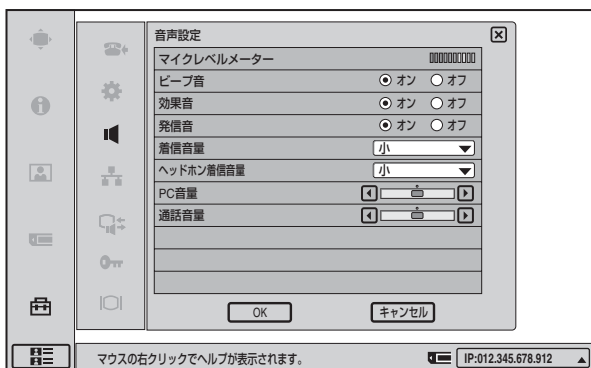 音声設定
マイクレベルメーター
ビープ音 オン オフ
効果音 オン オフ
発信音 オン オフ
着信音量 小
ヘッドホン着信音量 小
PC音量
通話音量
OK キャンセル
マウスの右クリックでヘルプが表示されます。 IP:012.345.678.912